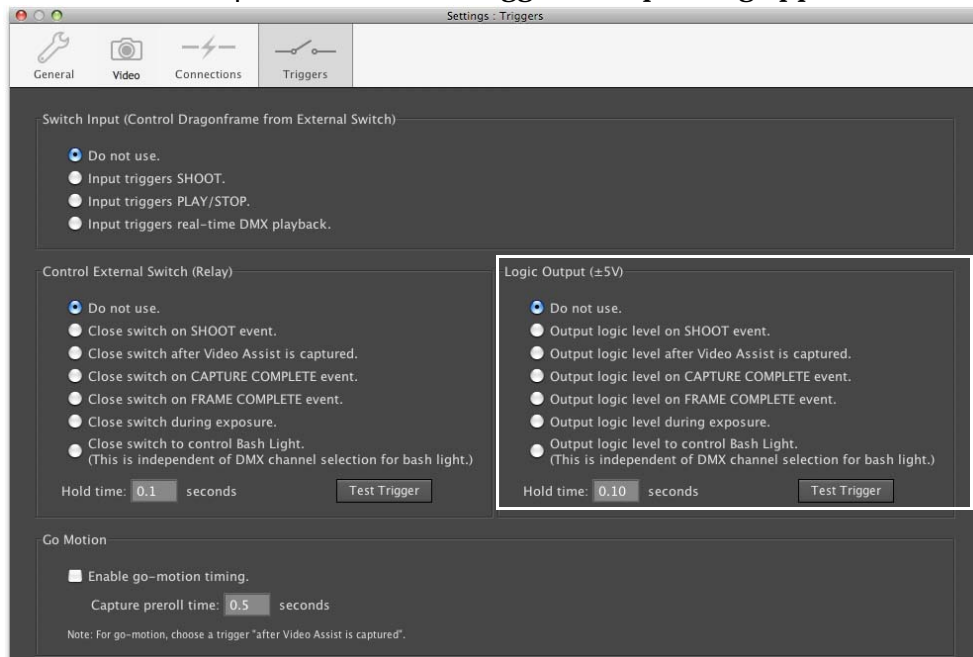 Settings : Triggers
General
Video
Connections
Triggers
Switch Input (Control Dragonframe from External Switch)
Do not use.
Input triggers SHOOT.
Input triggers PLAY/STOP.
Input triggers real-time DMX playback.
Control External Switch (Relay)
Do not use.
Close switch on SHOOT event.
Close switch after Video Assist is captured.
Close switch on CAPTURE COMPLETE event.
Close switch on FRAME COMPLETE event.
Close switch during exposure.
Close switch to control Bash Light.
(This is independent of DMX channel selection for bash light.)
Hold time: 0.1 seconds
Test Trigger
Logic Output (±5V)
Do not use.
Output logic level on SHOOT event.
Output logic level after Video Assist is captured.
Output logic level on CAPTURE COMPLETE event.
Output logic level on FRAME COMPLETE event.
Output logic level during exposure.
Output logic level to control Bash Light.
(This is independent of DMX channel selection for bash light.)
Hold time: 0.10 seconds
Test Trigger
Go Motion
Enable go-motion timing.
Capture preroll time: 0.5 seconds
Note: For go-motion, choose a trigger "after Video Assist is captured".